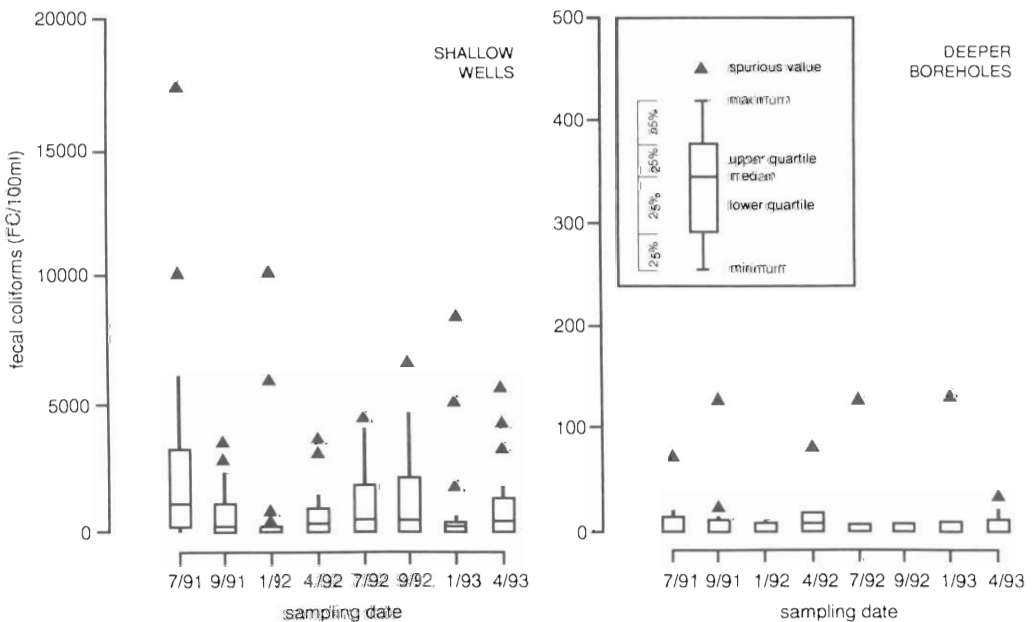 SHALLOW
WELLS
fecal coliforms (FC/100ml)
20000
15000
10000
5000
0
7/91 9/91 1/92 4/92 7/92 9/92 1/93 4/93
sampling date
DEEPER
BOREHOLES
500
400
300
200
100
0
spurious value
maximum
upper quartile
median
lower quartile
minimum
25%
25%
25%
25%
7/91 9/91 1/92 4/92 7/92 9/92 1/93 4/93
sampling date